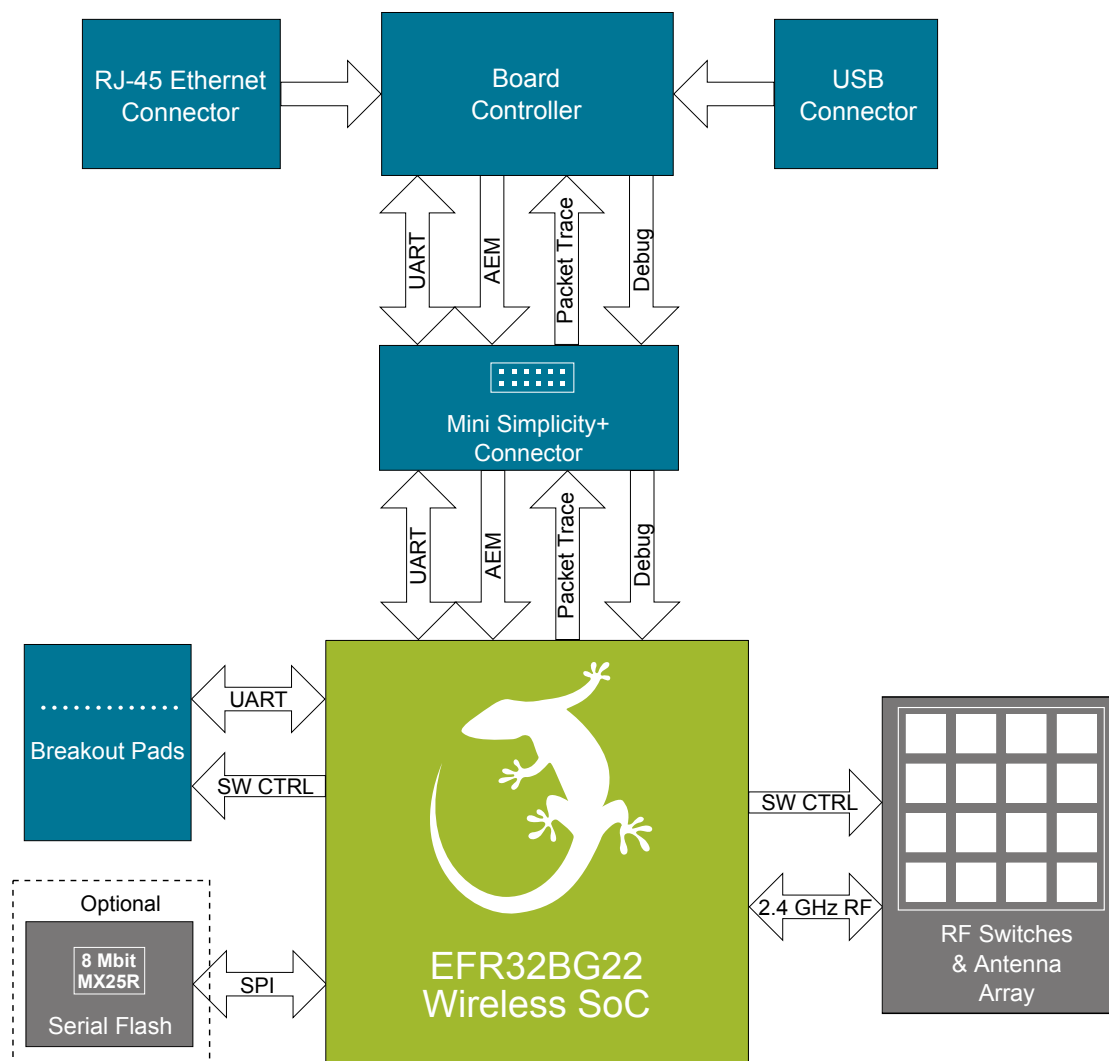 RJ-45 Ethernet
Connector
Board
Controller
USB
Connector
UART
AEM
Packet Trace
Debug
Mini Simplicity+
Connector
UART
AEM
Packet Trace
Debug
Breakout Pads
UART
SW CTRL
Optional
8 Mbit
MX25R
Serial Flash
SPI
EFR32BG22
Wireless SoC
SW CTRL
2.4 GHz RF
RF Switches
& Antenna
Array